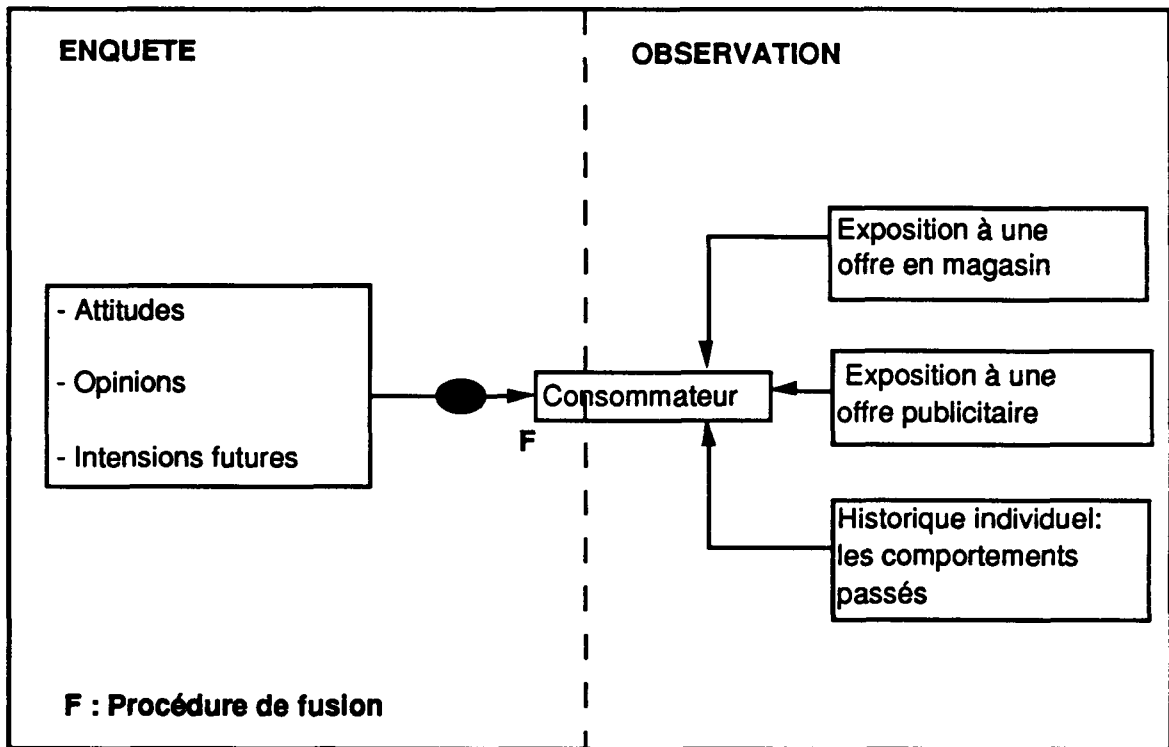 ENQUETE
OBSERVATION
Exposition à une
offre en magasin
- Attitudes
- Opinions
- Intensions futures
Consommateur
F
Exposition à une
offre publicitaire
Historique individuel:
les comportements
passés
F : Procédure de fusion